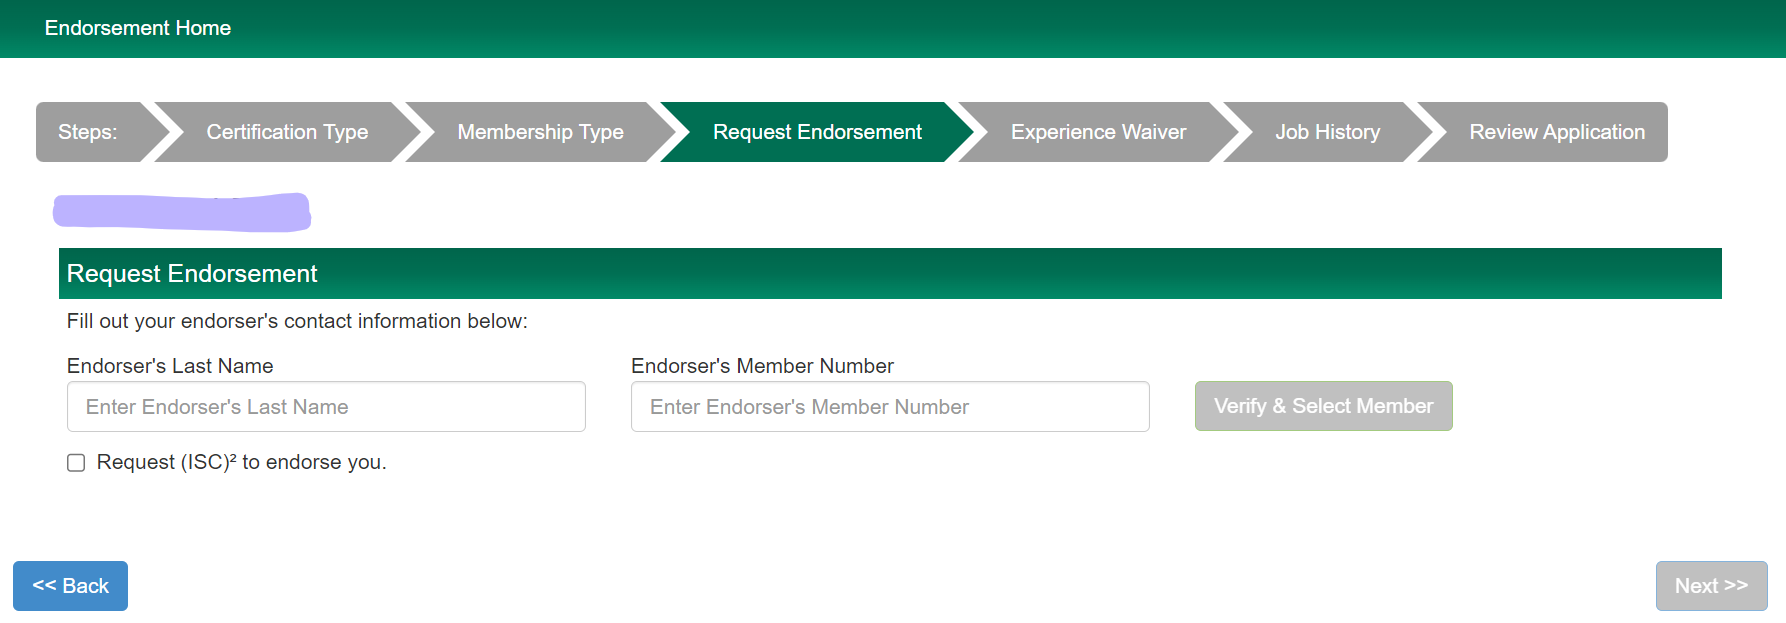 Endorsement Home
Steps: Certification Type Membership Type Request Endorsement Experience Waiver Job History Review Application
Request Endorsement
Fill out your endorser's contact information below:
Endorser's Last Name Endorser's Member Number
Enter Endorser's Last Name Enter Endorser's Member Number Verify & Select Member
Request (ISC)² to endorse you.
<< Back Next >>